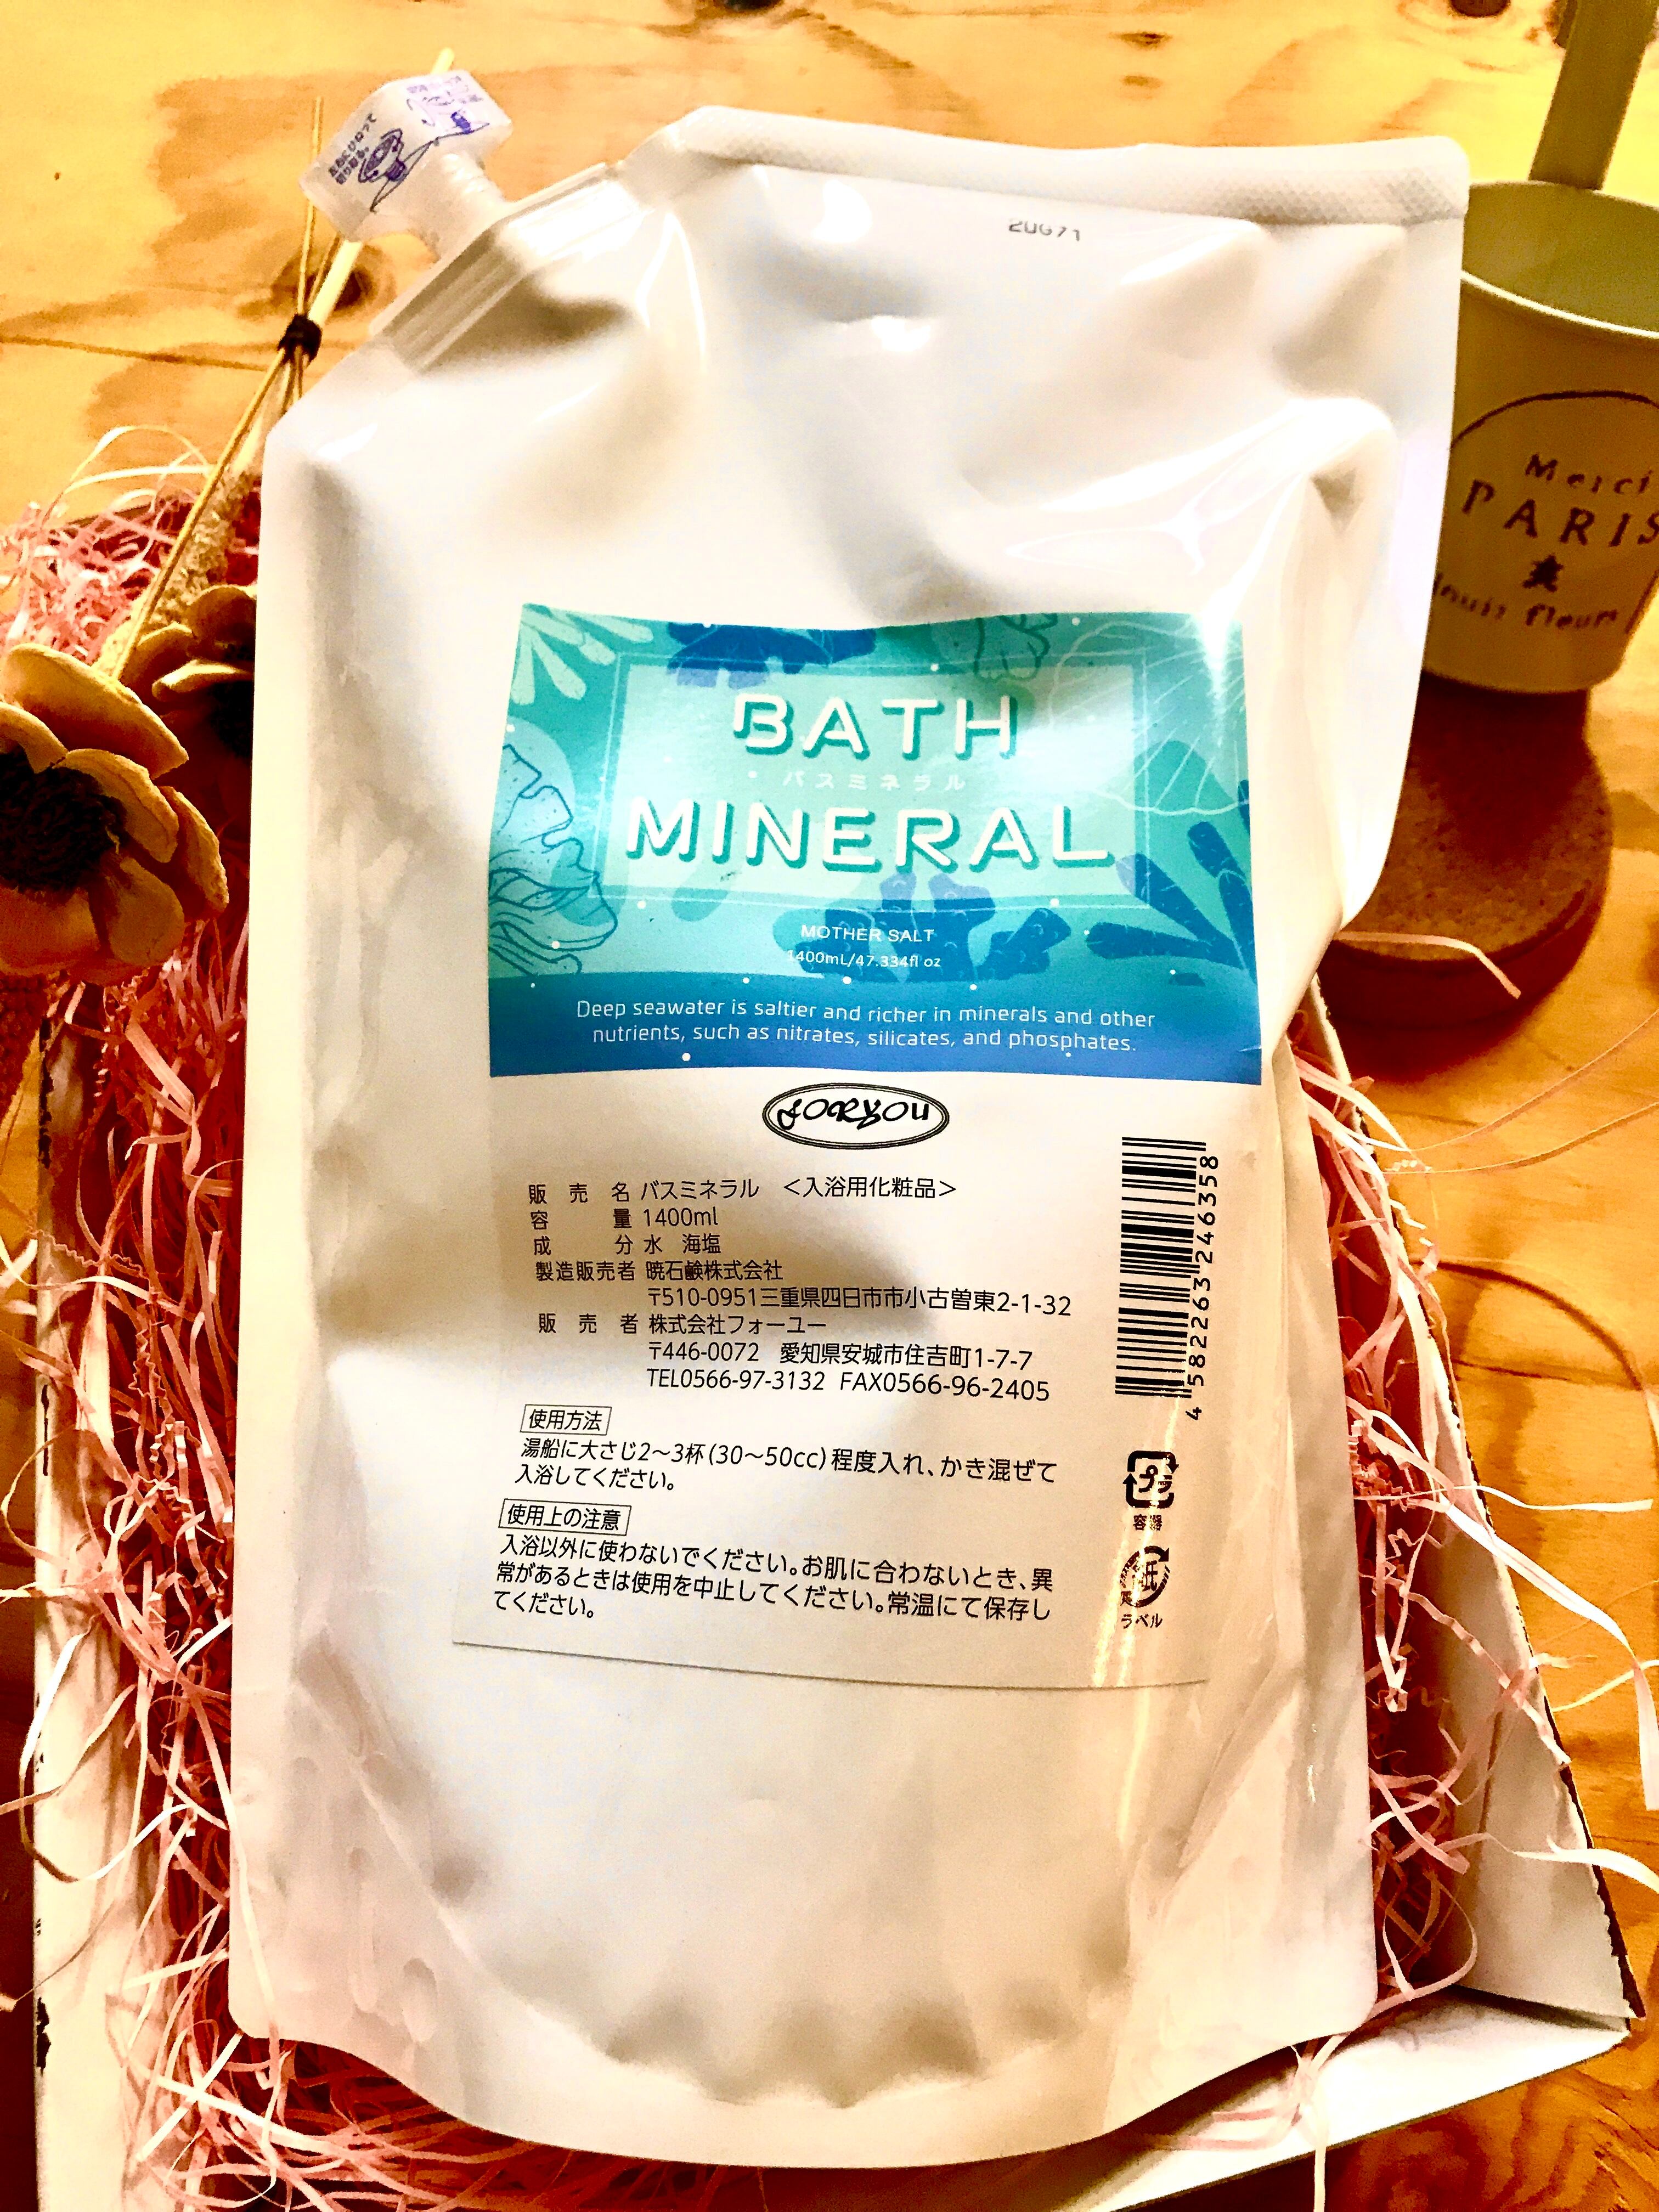 20671
Merci
PARIS
fleurs
BATH
バスミネラル
MINERAL
MOTHER SALT
1400mL/47.334fl oz
Deep seawater is saltier and richer in minerals and other
nutrients, such as nitrates, silicates, and phosphates.
foryou
販売名 バスミネラル <入浴用化粧品>
容量 1400ml
成分 水 海塩
製造販売者 暁石鹸株式会社
〒510-0951三重県四日市市小古曽東2-1-32
販売者 株式会社フォーユー
〒446-0072 愛知県安城市住吉町1-7-7
TEL0566-97-3132 FAX0566-96-2405
4 582263 246358
使用方法
湯船に大さじ2～3杯(30～50cc)程度入れ、かき混ぜて
入浴してください。
プラ
容器
使用上の注意
入浴以外に使わないでください。お肌に合わないとき、異
常があるときは使用を中止してください。常温にて保存し
てください。
紙
ラベル